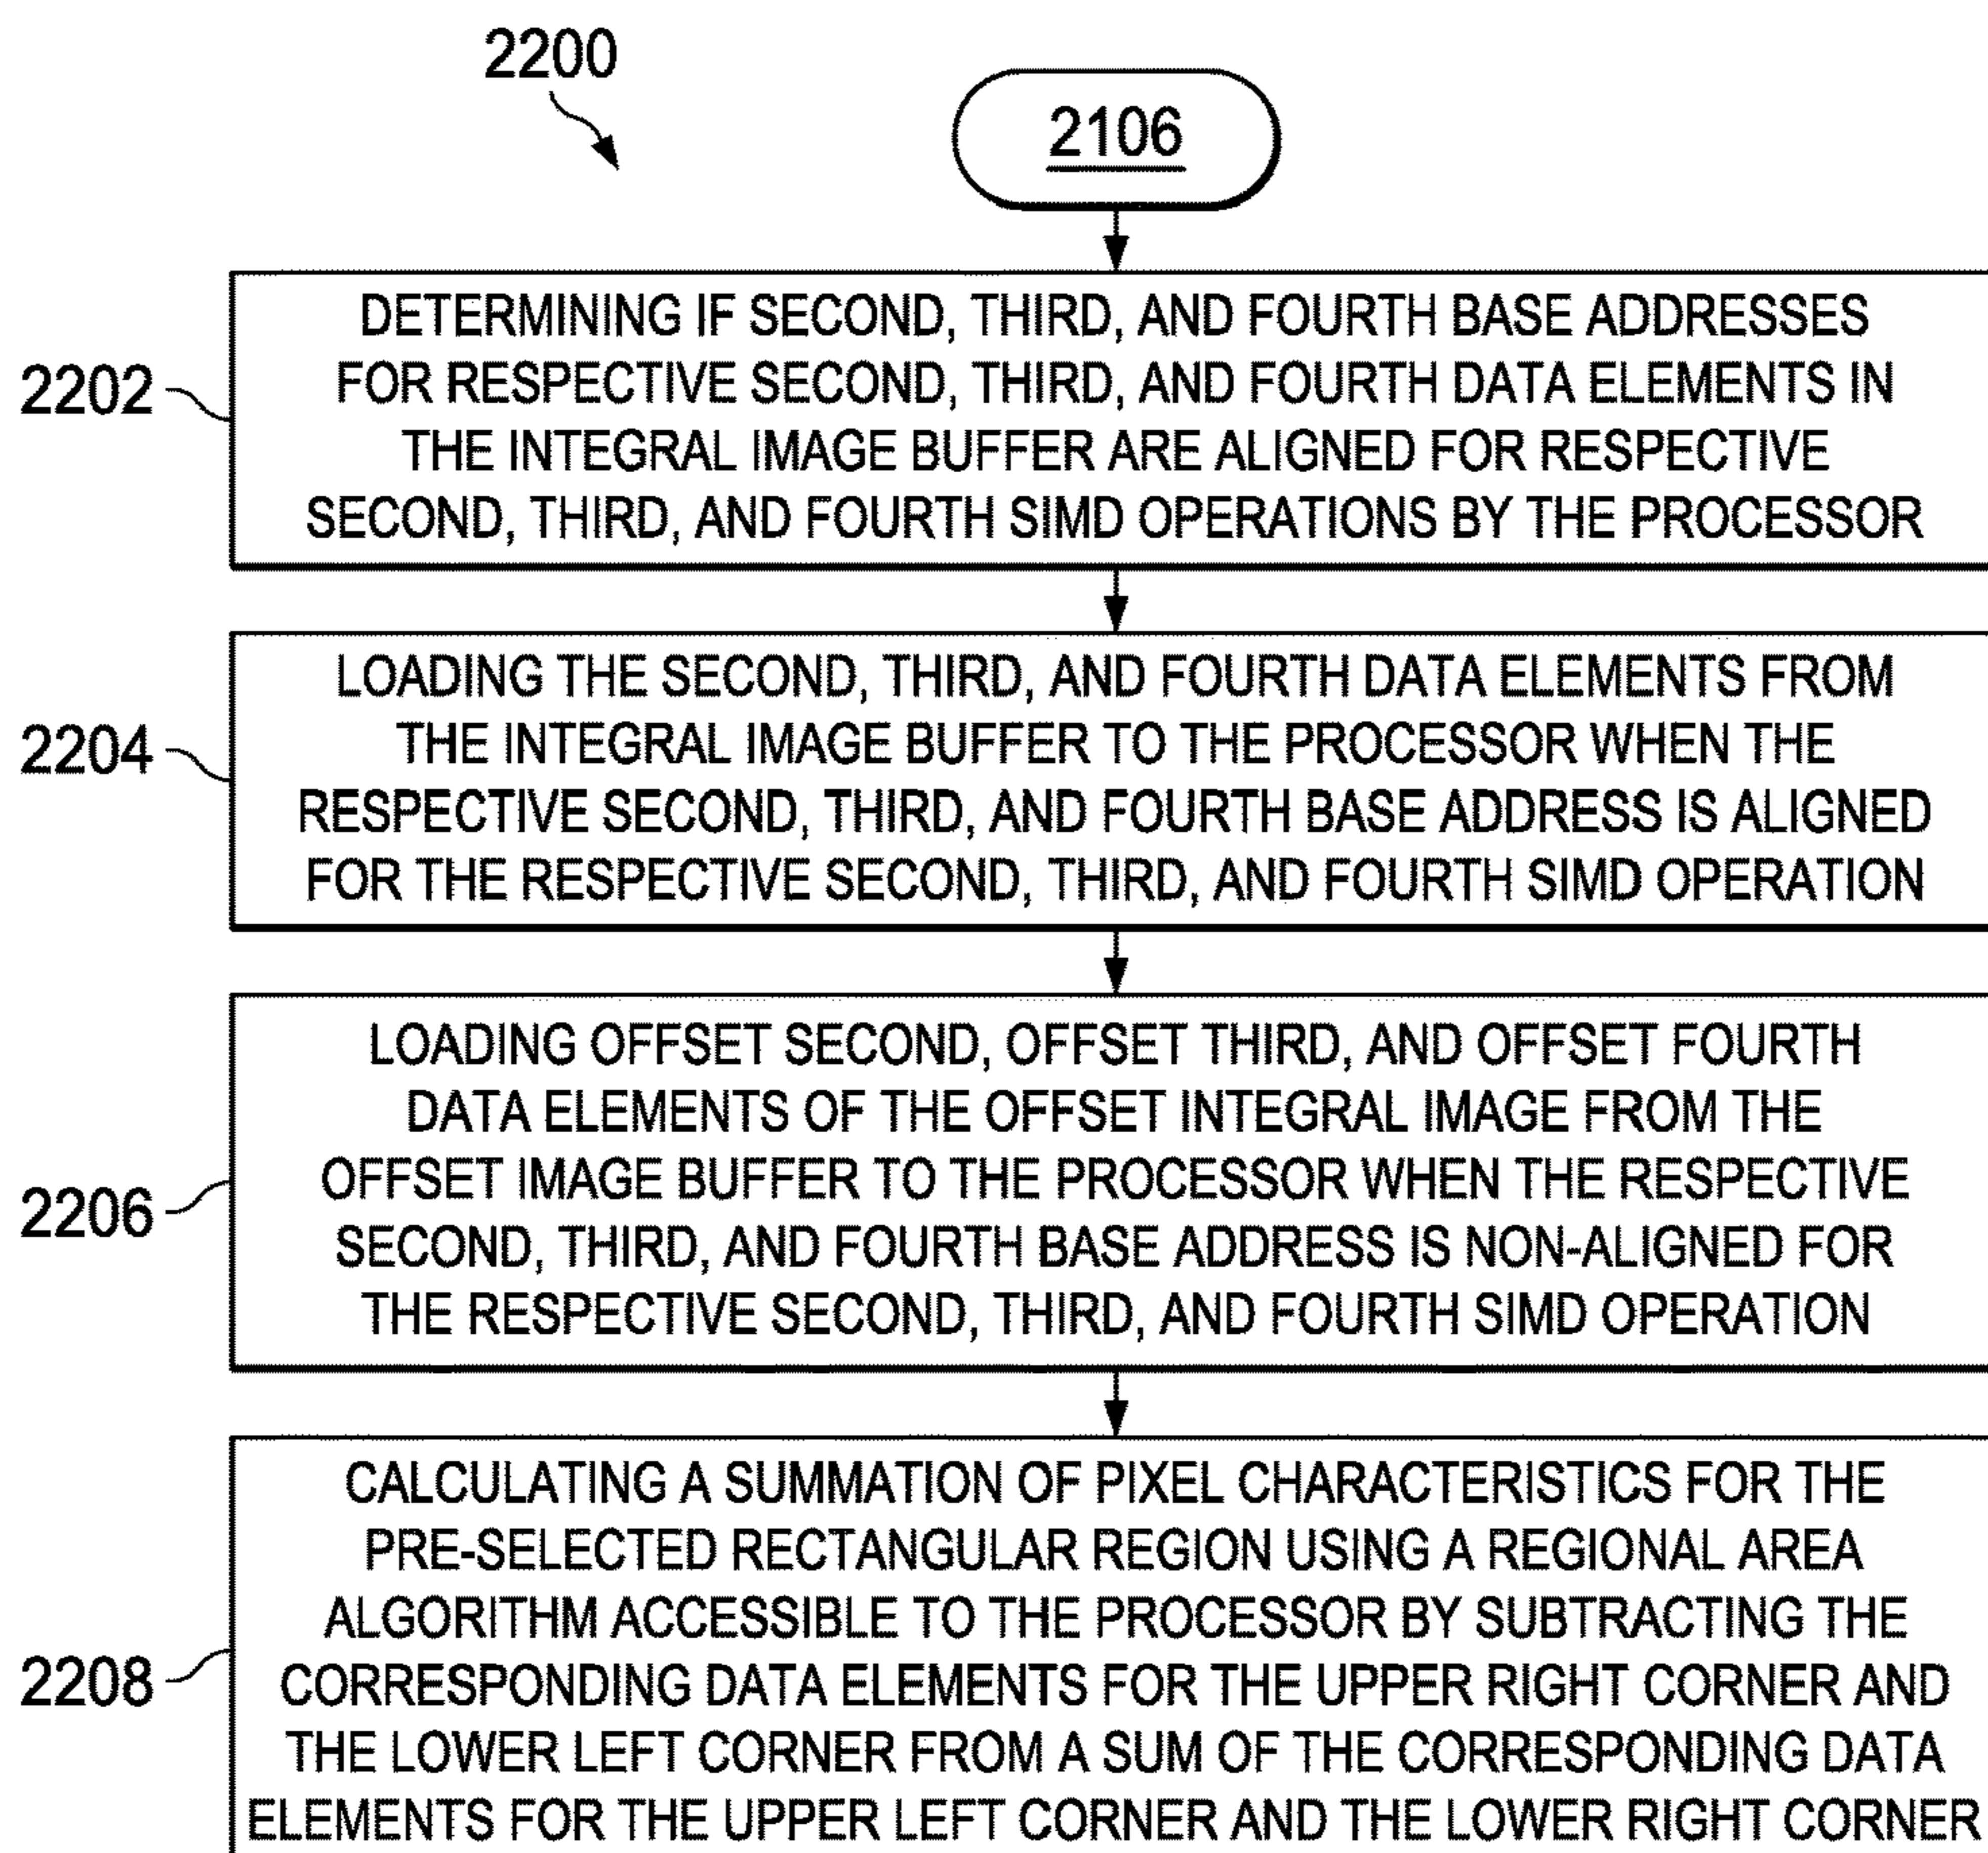 2200
2106
2202
DETERMINING IF SECOND, THIRD, AND FOURTH BASE ADDRESSES
FOR RESPECTIVE SECOND, THIRD, AND FOURTH DATA ELEMENTS IN
THE INTEGRAL IMAGE BUFFER ARE ALIGNED FOR RESPECTIVE
SECOND, THIRD, AND FOURTH SIMD OPERATIONS BY THE PROCESSOR
2204
LOADING THE SECOND, THIRD, AND FOURTH DATA ELEMENTS FROM
THE INTEGRAL IMAGE BUFFER TO THE PROCESSOR WHEN THE
RESPECTIVE SECOND, THIRD, AND FOURTH BASE ADDRESS IS ALIGNED
FOR THE RESPECTIVE SECOND, THIRD, AND FOURTH SIMD OPERATION
2206
LOADING OFFSET SECOND, OFFSET THIRD, AND OFFSET FOURTH
DATA ELEMENTS OF THE OFFSET INTEGRAL IMAGE FROM THE
OFFSET IMAGE BUFFER TO THE PROCESSOR WHEN THE RESPECTIVE
SECOND, THIRD, AND FOURTH BASE ADDRESS IS NON-ALIGNED FOR
THE RESPECTIVE SECOND, THIRD, AND FOURTH SIMD OPERATION
2208
CALCULATING A SUMMATION OF PIXEL CHARACTERISTICS FOR THE
PRE-SELECTED RECTANGULAR REGION USING A REGIONAL AREA
ALGORITHM ACCESSIBLE TO THE PROCESSOR BY SUBTRACTING THE
CORRESPONDING DATA ELEMENTS FOR THE UPPER RIGHT CORNER AND
THE LOWER LEFT CORNER FROM A SUM OF THE CORRESPONDING DATA
ELEMENTS FOR THE UPPER LEFT CORNER AND THE LOWER RIGHT CORNER